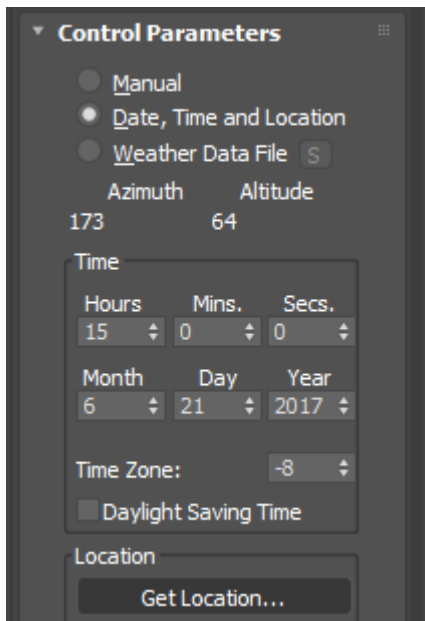 Control Parameters
Manual
Date, Time and Location
Weather Data File S
Azimuth Altitude
173 64
Time
Hours Mins. Secs.
15 0 0
Month Day Year
6 21 2017
Time Zone: -8
Daylight Saving Time
Location
Get Location...